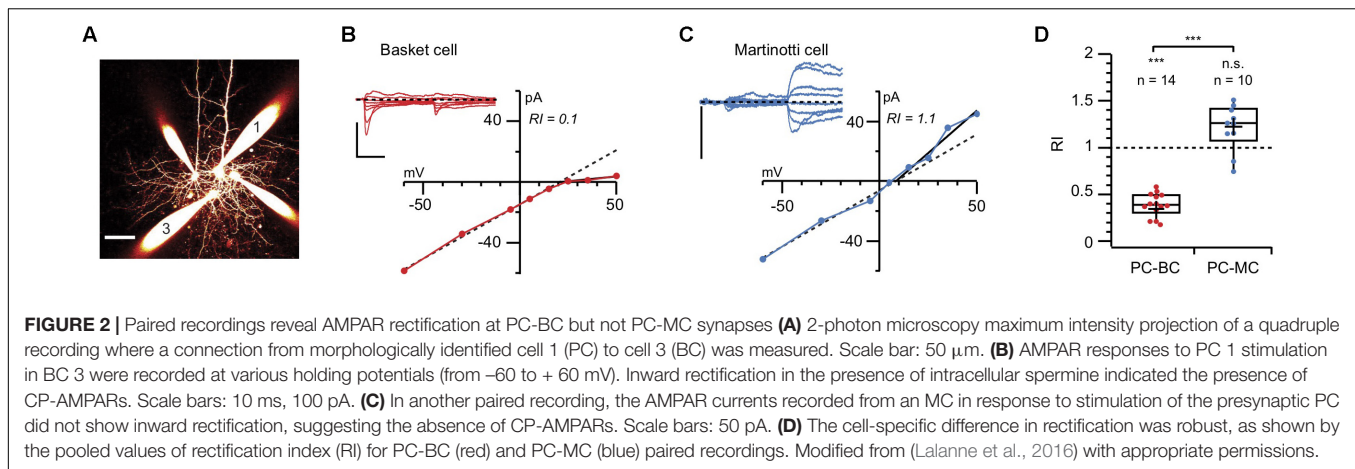 A
B
C
D
1
3
Basket cell
pA
40
RI = 0.1
mV
-50
50
-40
Martinotti cell
pA
40
RI = 1.1
mV
-50
50
-40
***
***
n.s.
n = 14
n = 10
2
1.5
1
0.5
0
RI
PC-BC
PC-MC
FIGURE 2 | Paired recordings reveal AMPAR rectification at PC-BC but not PC-MC synapses (A) 2-photon microscopy maximum intensity projection of a quadruple
recording where a connection from morphologically identified cell 1 (PC) to cell 3 (BC) was measured. Scale bar: 50 μm. (B) AMPAR responses to PC 1 stimulation
in BC 3 were recorded at various holding potentials (from –60 to + 60 mV). Inward rectification in the presence of intracellular spermine indicated the presence of
CP-AMPARs. Scale bars: 10 ms, 100 pA. (C) In another paired recording, the AMPAR currents recorded from an MC in response to stimulation of the presynaptic PC
did not show inward rectification, suggesting the absence of CP-AMPARs. Scale bars: 50 pA. (D) The cell-specific difference in rectification was robust, as shown by
the pooled values of rectification index (RI) for PC-BC (red) and PC-MC (blue) paired recordings. Modified from (Lalanne et al., 2016) with appropriate permissions.